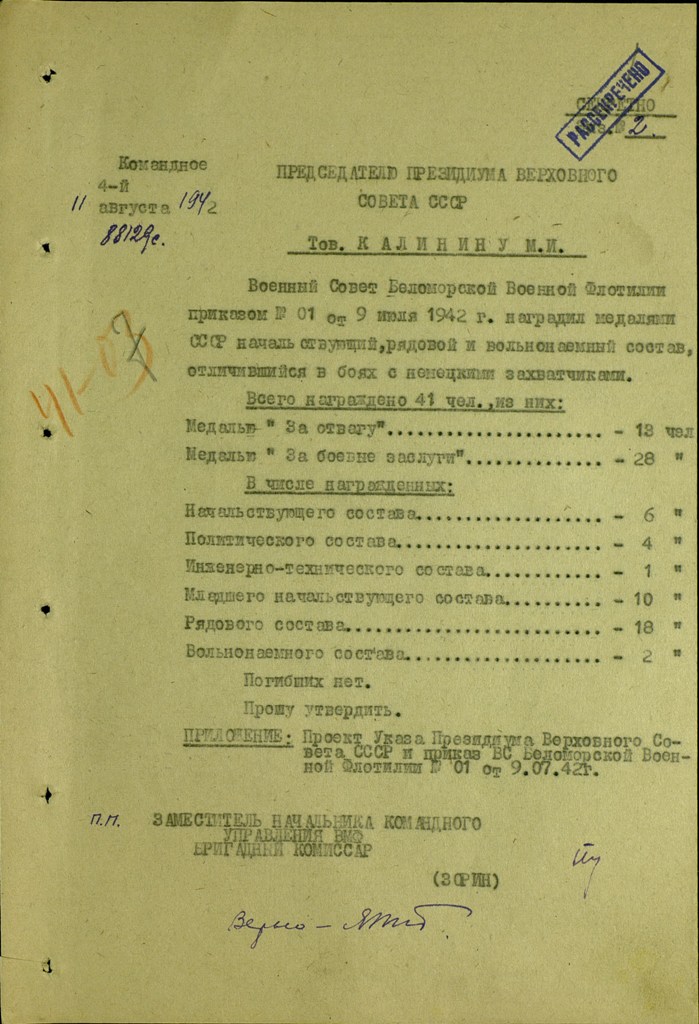 СЕКРЕТНО
РАССЕКРЕЧЕНО
экз.№ 2.
Командное
4-й
11 августа 1942
88129с.
ПРЕДСЕДАТЕЛЮ ПРЕЗИДИУМА ВЕРХОВНОГО
СОВЕТА СССР
Тов. КАЛИНИНУ М.И.
Военный Совет Беломорской Военной Флотилии
приказом № 01 от 9 июля 1942 г. наградил медалями
СССР начальствующий, рядовой и вольнонаемный состав,
отличившийся в боях с немецкими захватчиками.
41-03
Всего награждено 41 чел., из них:
Медалью " За отвагу"...................... - 13 чел
Медалью " За боевне заслуги"............... - 28 "
В числе награжденных:
Начальствующего состава.................... - 6 "
Политического состава...................... - 4 "
Инженерно-технического состава............. - 1 "
Младшего начальствующего состава........... - 10 "
Рядового состава........................... - 18 "
Вольнонаемного состава..................... - 2 "
Погибших нет.
Прошу утвердить.
ПРИЛОЖЕНИЕ: Проект Указа Президиума Верховного Со-
вета СССР и приказ ВС Беломорской Воен-
ной Флотилии № 01 от 9.07.42г.
п.п. ЗАМЕСТИТЕЛЬ НАЧАЛЬНИКА КОМАНДНОГО
УПРАВЛЕНИЯ ВМФ
БРИГАДНЫЙ КОМИССАР
(ЗОРИН)
Верно -